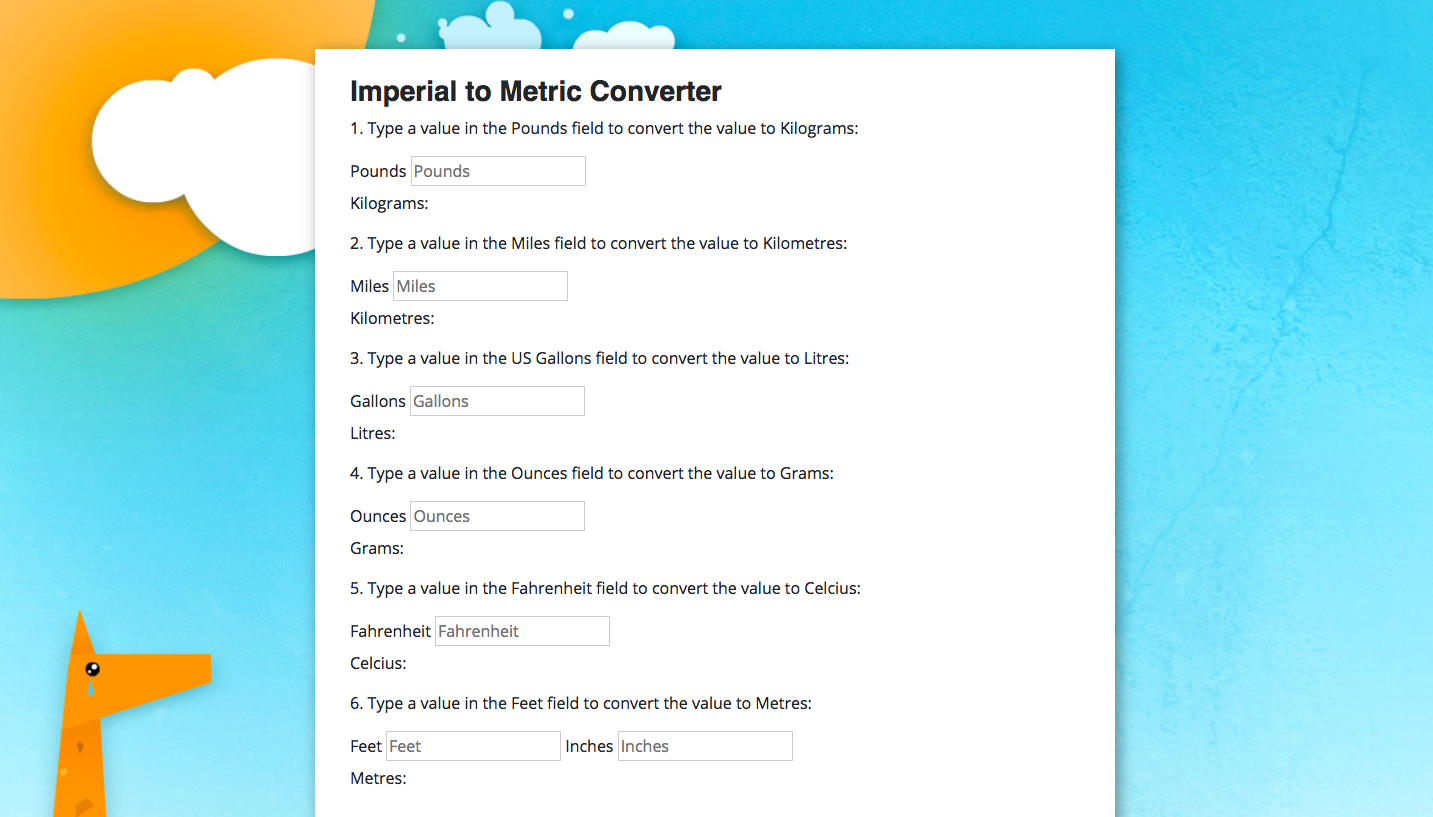 Imperial to Metric Converter
1. Type a value in the Pounds field to convert the value to Kilograms:
Pounds Pounds
Kilograms:
2. Type a value in the Miles field to convert the value to Kilometres:
Miles Miles
Kilometres:
3. Type a value in the US Gallons field to convert the value to Litres:
Gallons Gallons
Litres:
4. Type a value in the Ounces field to convert the value to Grams:
Ounces Ounces
Grams:
5. Type a value in the Fahrenheit field to convert the value to Celcius:
Fahrenheit Fahrenheit
Celcius:
6. Type a value in the Feet field to convert the value to Metres:
Feet Feet Inches Inches
Metres: